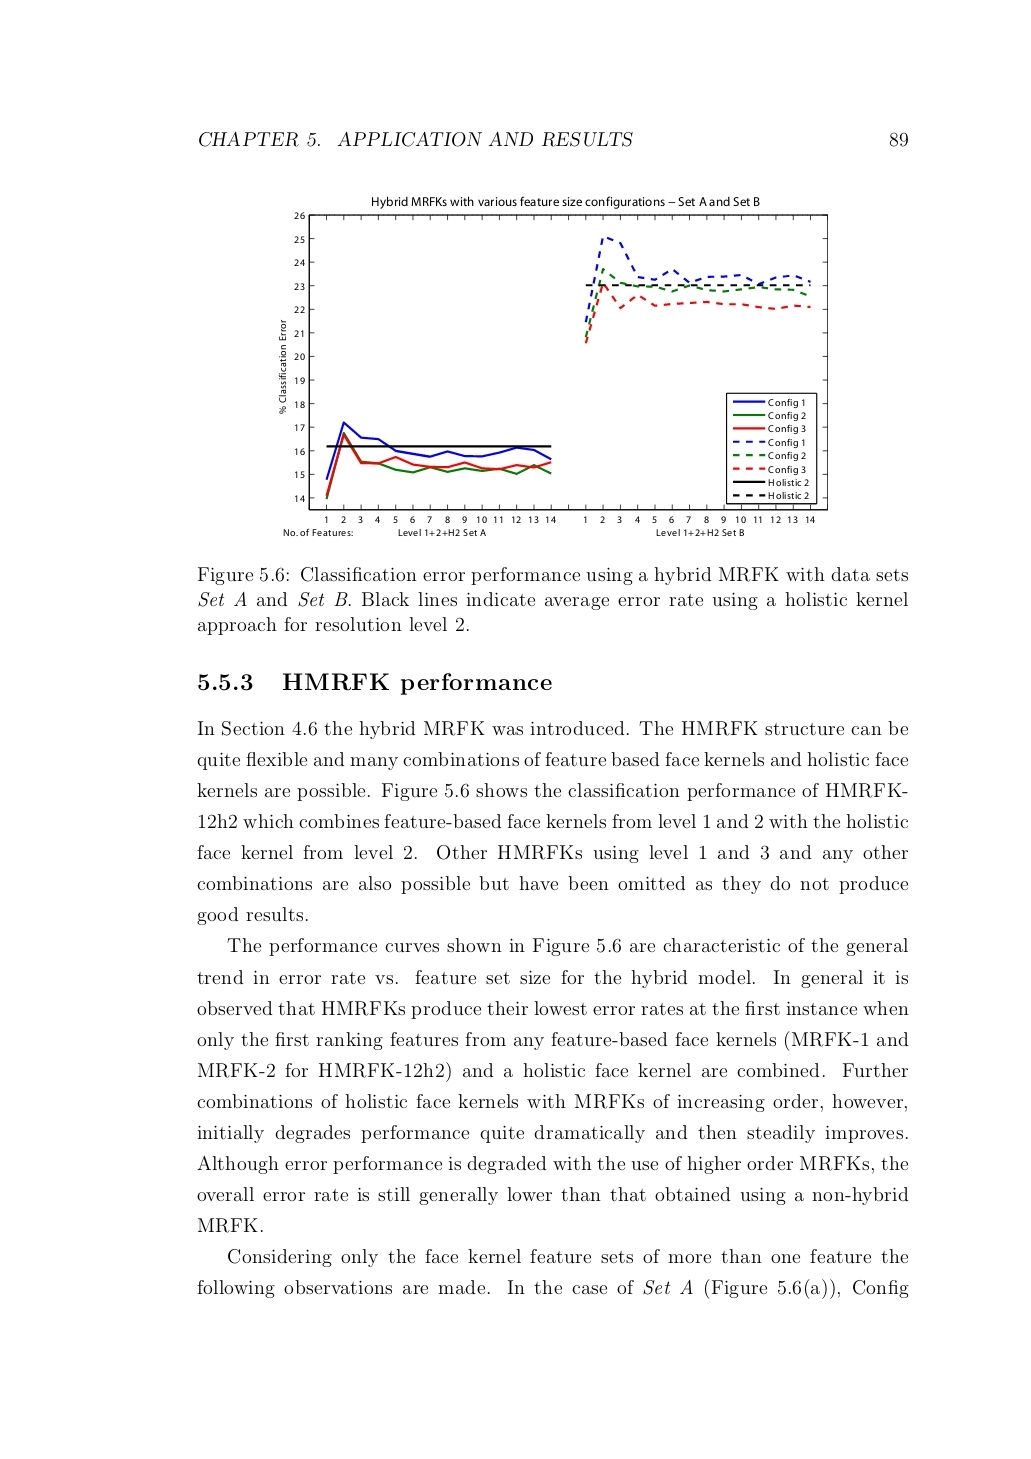 CHAPTER 5. APPLICATION AND RESULTS 89
Hybrid MRFKs with various feature size configurations – Set A and Set B
26
25
24
23
22
21
20
19
18
17
16
15
14
% Classification Error
Config 1
Config 2
Config 3
Config 1
Config 2
Config 3
Holistic 2
Holistic 2
1 2 3 4 5 6 7 8 9 10 11 12 13 14 1 2 3 4 5 6 7 8 9 10 11 12 13 14
No. of Features: Level 1+2+H2 Set A Level 1+2+H2 Set B
Figure 5.6: Classification error performance using a hybrid MRFK with data sets
Set A and Set B. Black lines indicate average error rate using a holistic kernel
approach for resolution level 2.
5.5.3 HMRFK performance
In Section 4.6 the hybrid MRFK was introduced. The HMRFK structure can be
quite flexible and many combinations of feature based face kernels and holistic face
kernels are possible. Figure 5.6 shows the classification performance of HMRFK-
12h2 which combines feature-based face kernels from level 1 and 2 with the holistic
face kernel from level 2. Other HMRFKs using level 1 and 3 and any other
combinations are also possible but have been omitted as they do not produce
good results.
The performance curves shown in Figure 5.6 are characteristic of the general
trend in error rate vs. feature set size for the hybrid model. In general it is
observed that HMRFKs produce their lowest error rates at the first instance when
only the first ranking features from any feature-based face kernels (MRFK-1 and
MRFK-2 for HMRFK-12h2) and a holistic face kernel are combined. Further
combinations of holistic face kernels with MRFKs of increasing order, however,
initially degrades performance quite dramatically and then steadily improves.
Although error performance is degraded with the use of higher order MRFKs, the
overall error rate is still generally lower than that obtained using a non-hybrid
MRFK.
Considering only the face kernel feature sets of more than one feature the
following observations are made. In the case of Set A (Figure 5.6(a)), Config